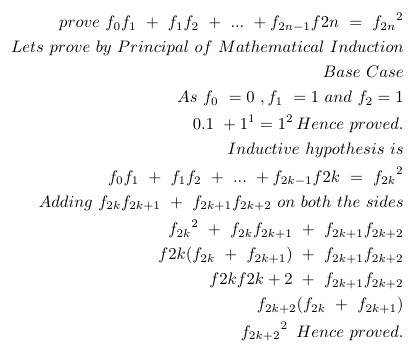 prove f₀f₁ + f₁f₂ + ... + f₂ₙ₋₁f2n = f₂ₙ²
Lets prove by Principal of Mathematical Induction
Base Case
As f₀ = 0 , f₁ = 1 and f₂ = 1
0.1 + 1¹ = 1² Hence proved.
Inductive hypothesis is
f₀f₁ + f₁f₂ + ... + f₂ₖ₋₁f2k = f₂ₖ²
Adding f₂ₖf₂ₖ₊₁ + f₂ₖ₊₁f₂ₖ₊₂ on both the sides
f₂ₖ² + f₂ₖf₂ₖ₊₁ + f₂ₖ₊₁f₂ₖ₊₂
f2k(f₂ₖ + f₂ₖ₊₁) + f₂ₖ₊₁f₂ₖ₊₂
f2kf2k + 2 + f₂ₖ₊₁f₂ₖ₊₂
f₂ₖ₊₂(f₂ₖ + f₂ₖ₊₁)
f₂ₖ₊₂² Hence proved.